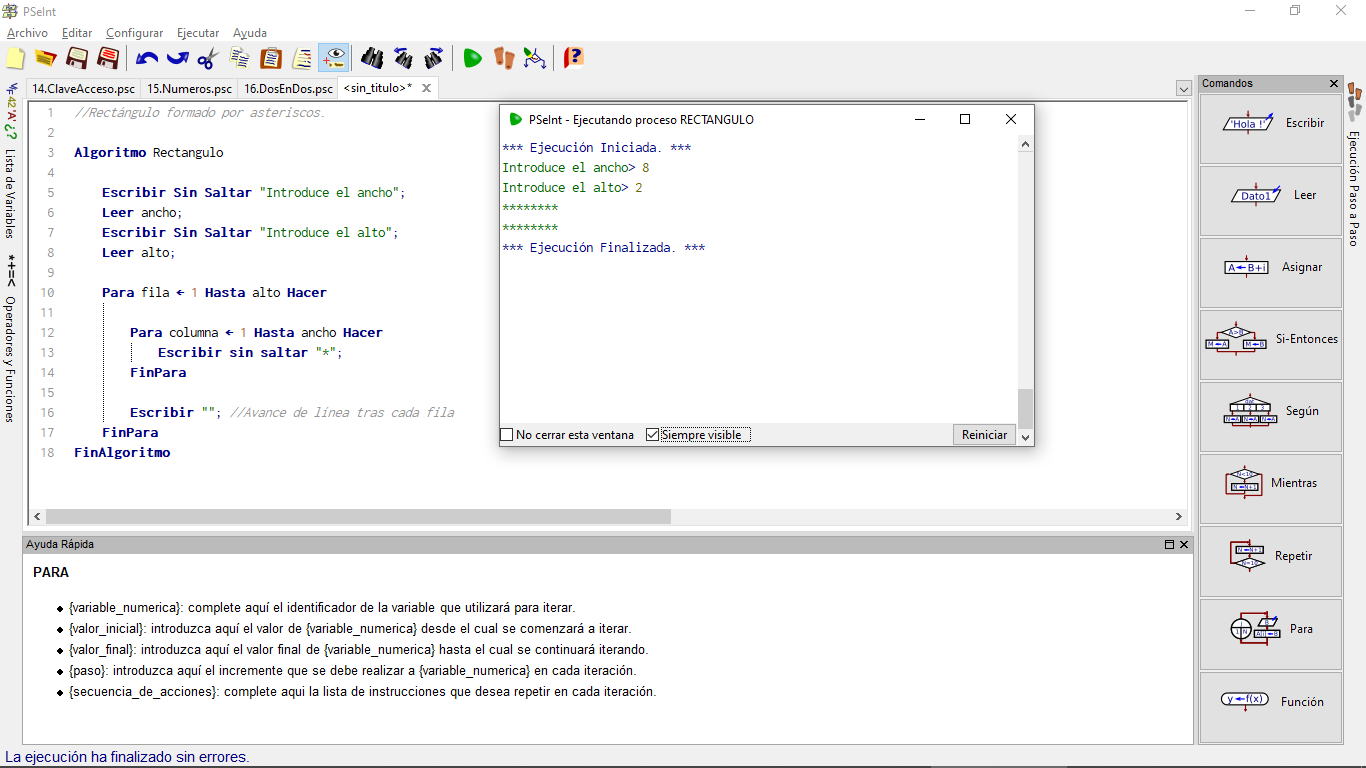 PSeInt
Archivo Editar Configurar Ejecutar Ayuda
14.ClaveAcceso.psc 15.Numeros.psc 16.DosEnDos.psc <sin_titulo>*
42 'A' ¿?
Lista de Variables
*+=<
Operadores y Funciones
1 //Rectángulo formado por asteriscos.
2
3 Algoritmo Rectangulo
4
5 Escribir Sin Saltar "Introduce el ancho";
6 Leer ancho;
7 Escribir Sin Saltar "Introduce el alto";
8 Leer alto;
9
10 Para fila ← 1 Hasta alto Hacer
11
12 Para columna ← 1 Hasta ancho Hacer
13 Escribir sin saltar "*";
14 FinPara
15
16 Escribir ""; //Avance de línea tras cada fila
17 FinPara
18 FinAlgoritmo
PSeInt - Ejecutando proceso RECTANGULO
*** Ejecución Iniciada. ***
Introduce el ancho> 8
Introduce el alto> 2
********
********
*** Ejecución Finalizada. ***
No cerrar esta ventana Siempre visible Reiniciar
Comandos
'Hola !' Escribir
Dato1 Leer
A←B+i Asignar
A>B M←A M←B Si-Entonces
Según
Mientras
Repetir
Para
y←f(x) Función
Ejecución Paso a Paso
Ayuda Rápida
PARA
{variable_numerica}: complete aquí el identificador de la variable que utilizará para iterar.
{valor_inicial}: introduzca aquí el valor de {variable_numerica} desde el cual se comenzará a iterar.
{valor_final}: introduzca aquí el valor final de {variable_numerica} hasta el cual se continuará iterando.
{paso}: introduzca aquí el incremente que se debe realizar a {variable_numerica} en cada iteración.
{secuencia_de_acciones}: complete aqui la lista de instrucciones que desea repetir en cada iteración.
La ejecución ha finalizado sin errores.